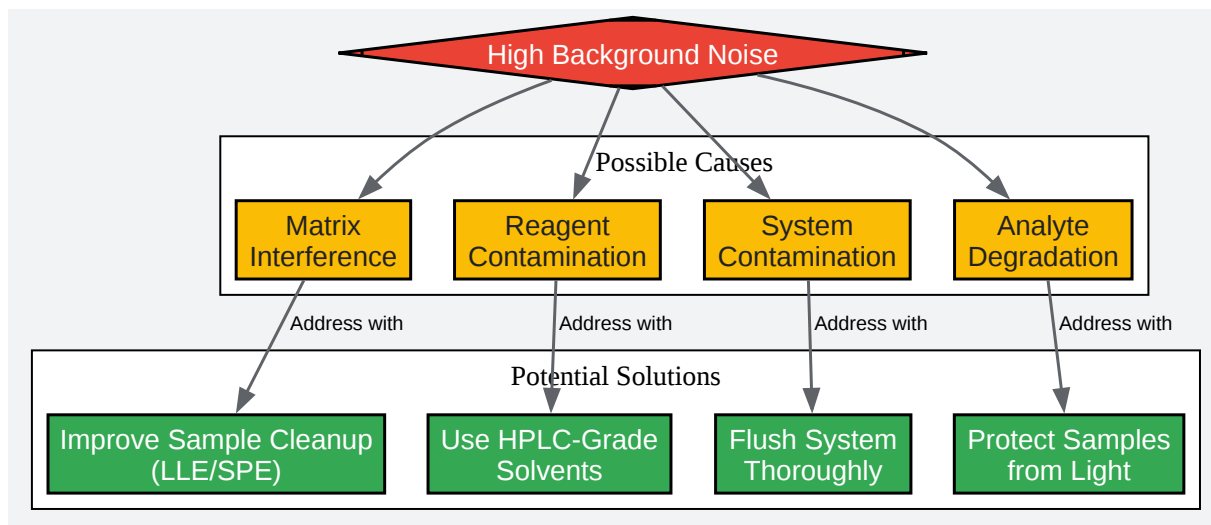 High Background Noise
Possible Causes
Matrix
Interference
Reagent
Contamination
System
Contamination
Analyte
Degradation
Address with
Address with
Address with
Address with
Potential Solutions
Improve Sample Cleanup
(LLE/SPE)
Use HPLC-Grade
Solvents
Flush System
Thoroughly
Protect Samples
from Light